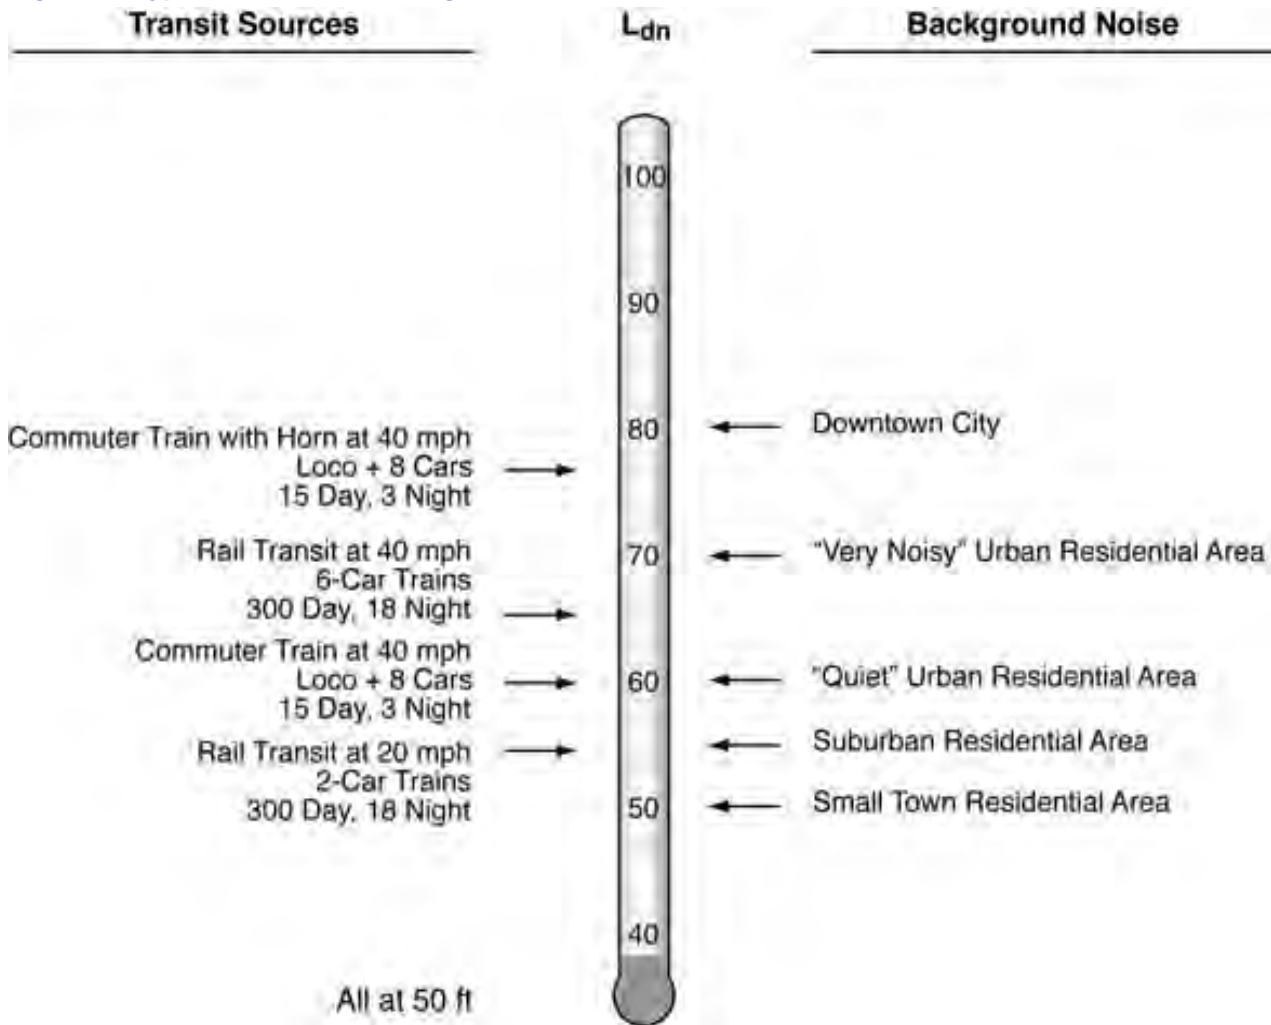 Transit Sources
Ldn
Background Noise
100
90
80
70
60
50
40
Commuter Train with Horn at 40 mph
Loco + 8 Cars
15 Day, 3 Night
Rail Transit at 40 mph
6-Car Trains
300 Day, 18 Night
Commuter Train at 40 mph
Loco + 8 Cars
15 Day, 3 Night
Rail Transit at 20 mph
2-Car Trains
300 Day, 18 Night
All at 50 ft
Downtown City
"Very Noisy" Urban Residential Area
"Quiet" Urban Residential Area
Suburban Residential Area
Small Town Residential Area